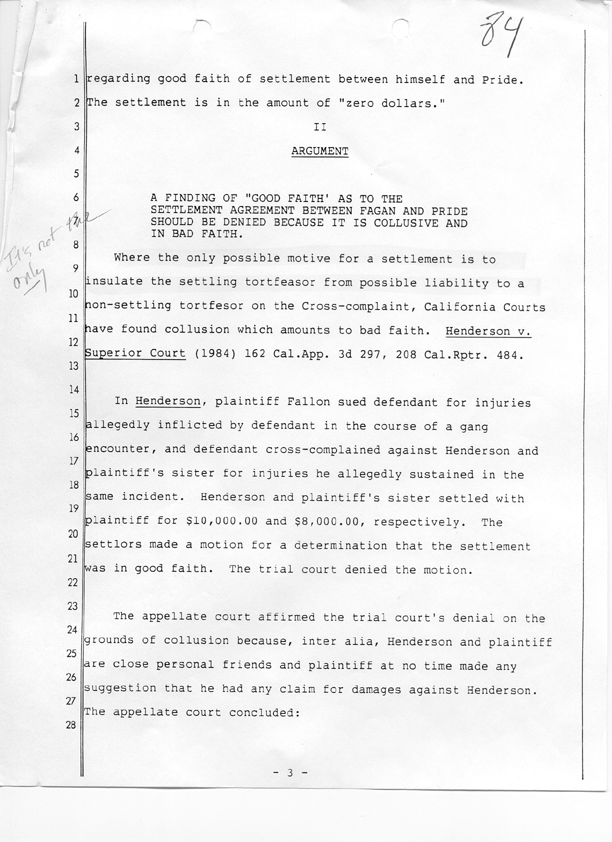 84
1 regarding good faith of settlement between himself and Pride.
2 The settlement is in the amount of "zero dollars."
3 II
4 ARGUMENT
5
6 A FINDING OF "GOOD FAITH' AS TO THE
SETTLEMENT AGREEMENT BETWEEN FAGAN AND PRIDE
SHOULD BE DENIED BECAUSE IT IS COLLUSIVE AND
IN BAD FAITH.
It's not the
only
8
Where the only possible motive for a settlement is to
9
insulate the settling tortfeasor from possible liability to a
10
non-settling tortfesor on the Cross-complaint, California Courts
11
have found collusion which amounts to bad faith. Henderson v.
12
Superior Court (1984) 162 Cal.App. 3d 297, 208 Cal.Rptr. 484.
13
14
In Henderson, plaintiff Fallon sued defendant for injuries
15
allegedly inflicted by defendant in the course of a gang
16
encounter, and defendant cross-complained against Henderson and
17
plaintiff's sister for injuries he allegedly sustained in the
18
same incident. Henderson and plaintiff's sister settled with
19
plaintiff for $10,000.00 and $8,000.00, respectively. The
20
settlors made a motion for a determination that the settlement
21
was in good faith. The trial court denied the motion.
22
23
The appellate court affirmed the trial court's denial on the
24
grounds of collusion because, inter alia, Henderson and plaintiff
25
are close personal friends and plaintiff at no time made any
26
suggestion that he had any claim for damages against Henderson.
27
The appellate court concluded:
28
- 3 -